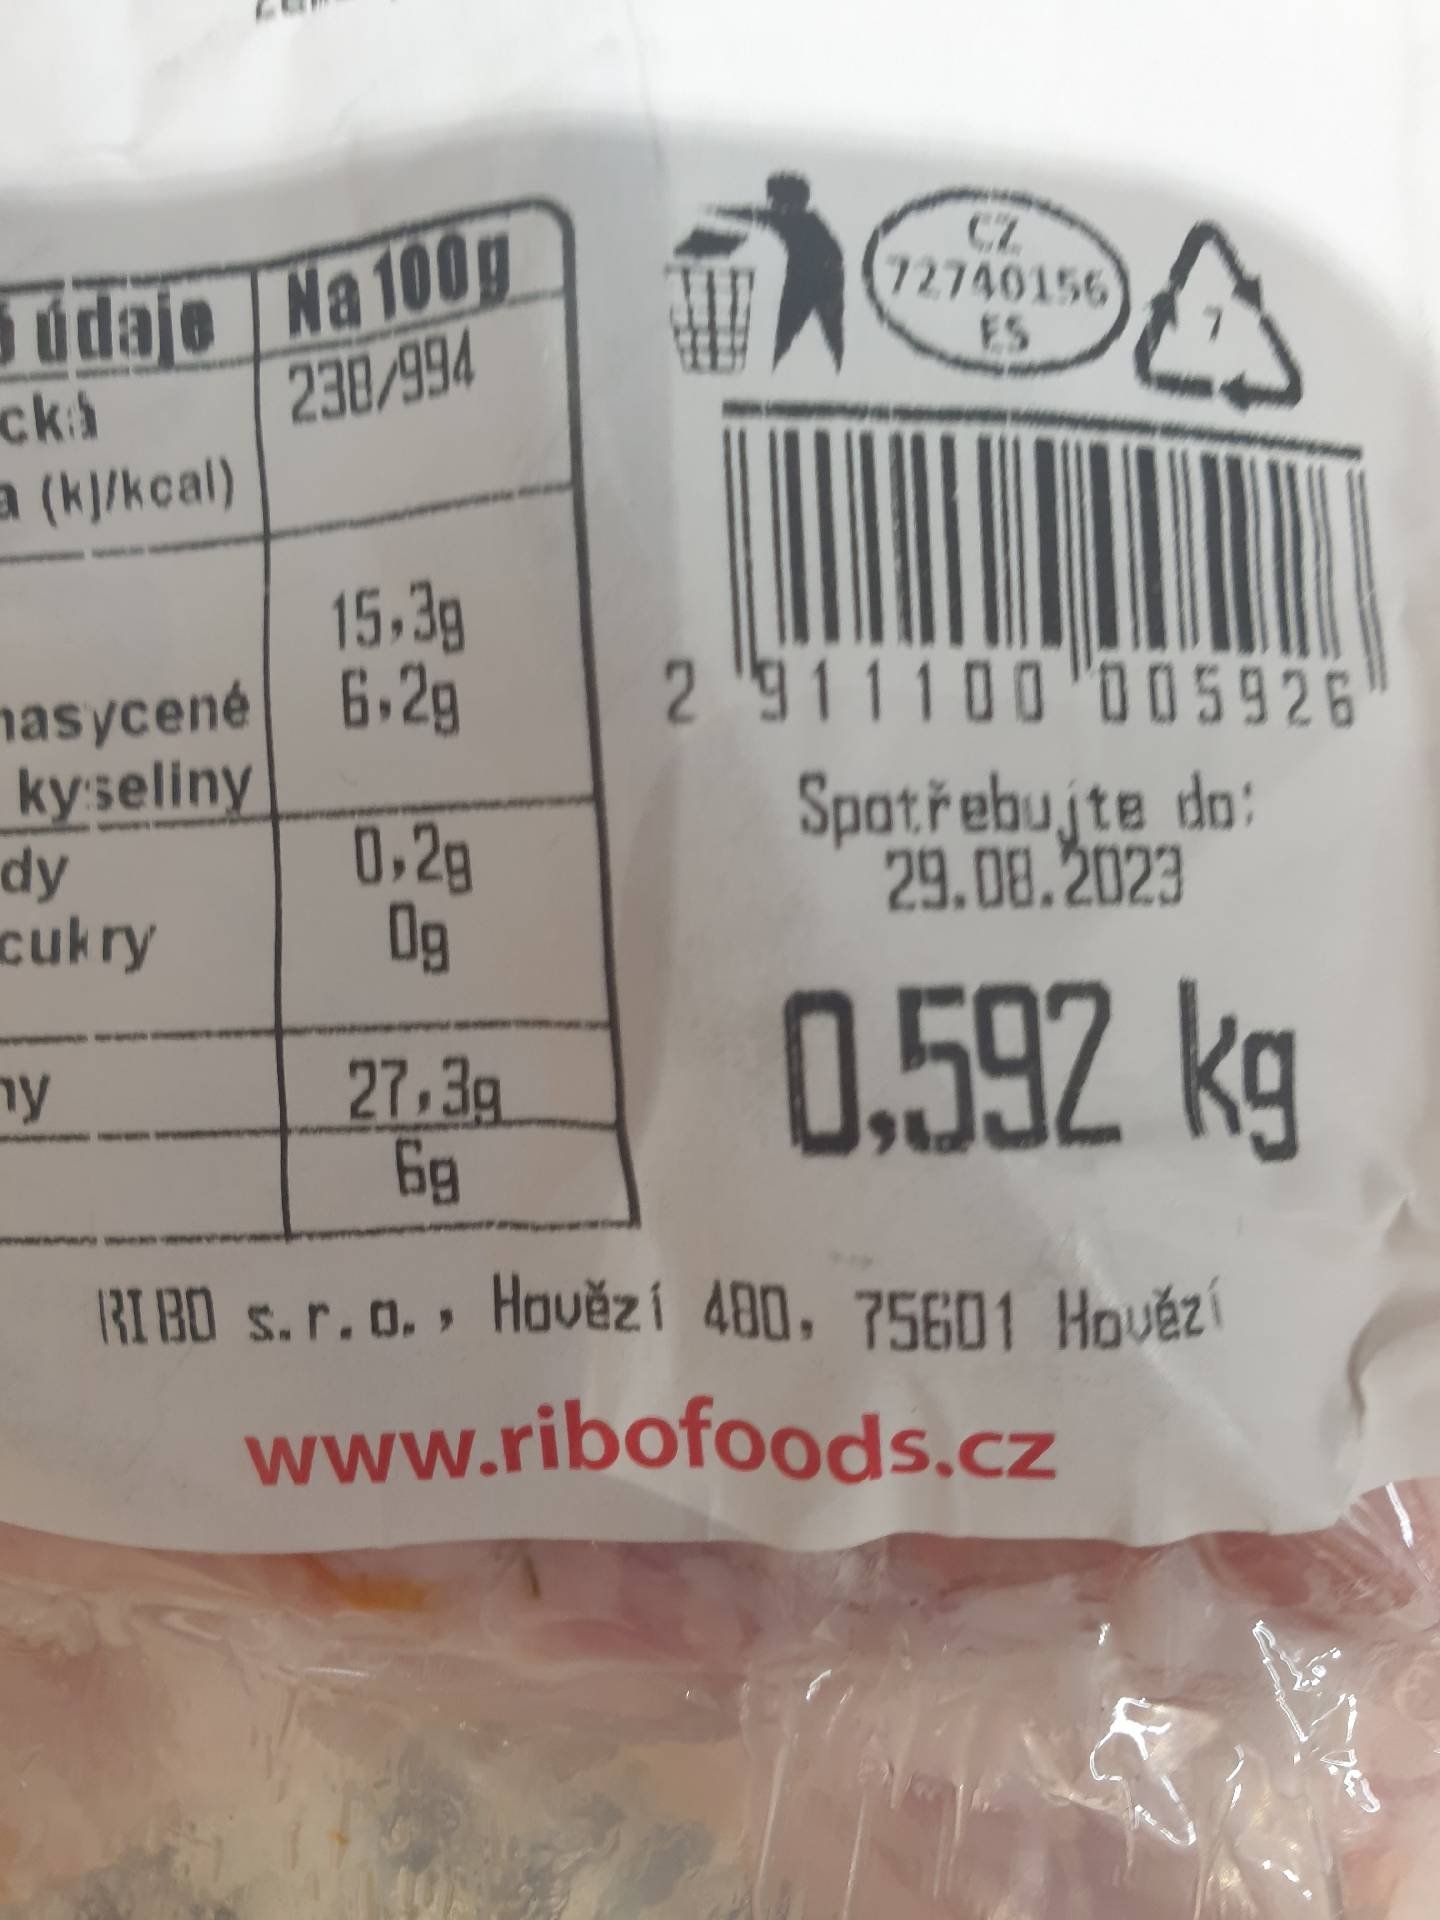 údaje Na 100g
cká 238/994
a (kJ/kcal)
15,3g
nasycené 6,2g
kyseliny
dy 0,2g
cukry 0g
ny 27,3g
6g
CZ
72740156
ES
7
2 911100 005926
Spotřebujte do:
29.08.2023
0,592 kg
RIBO s.r.o., Hovězí 480, 75601 Hovězí
www.ribofoods.cz